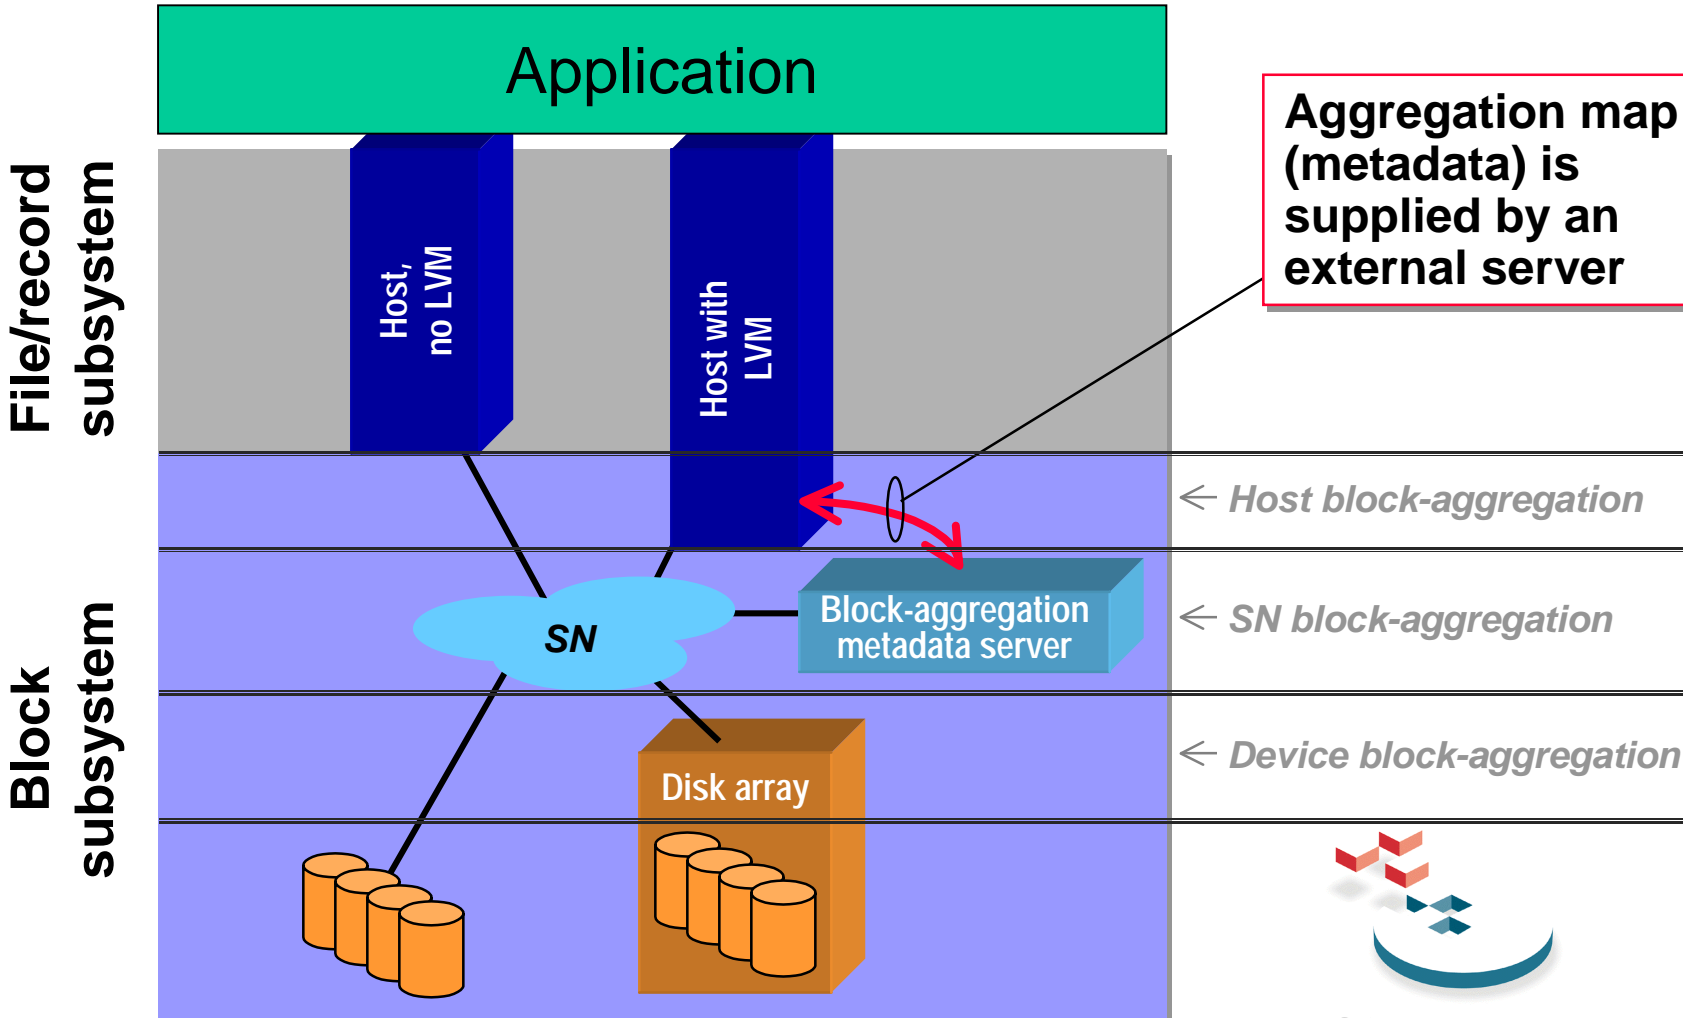 Application
Aggregation map
(metadata) is
supplied by an
external server
File/record
subsystem
Host,
no LVM
Host with
LVM
Host block-aggregation
Block-aggregation
metadata server
SN
SN block-aggregation
Block
subsystem
Device block-aggregation
Disk array